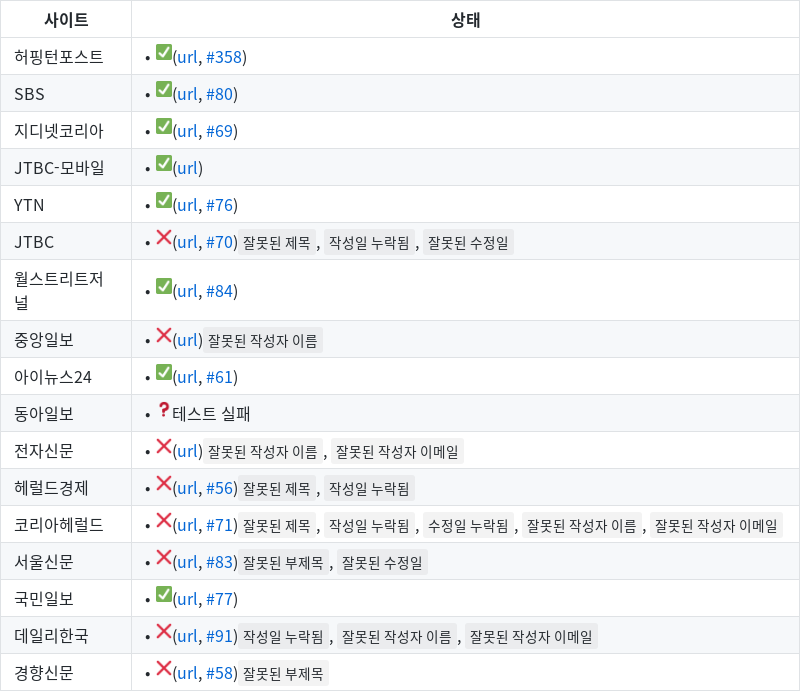 사이트 상태
허핑턴포스트 • ✅(url, #358)
SBS • ✅(url, #80)
지디넷코리아 • ✅(url, #69)
JTBC-모바일 • ✅(url)
YTN • ✅(url, #76)
JTBC • ❌(url, #70) 잘못된 제목 , 작성일 누락됨 , 잘못된 수정일
월스트리트저
널 • ✅(url, #84)
중앙일보 • ❌(url) 잘못된 작성자 이름
아이뉴스24 • ✅(url, #61)
동아일보 • ❓테스트 실패
전자신문 • ❌(url) 잘못된 작성자 이름 , 잘못된 작성자 이메일
헤럴드경제 • ❌(url, #56) 잘못된 제목 , 작성일 누락됨
코리아헤럴드 • ❌(url, #71) 잘못된 제목 , 작성일 누락됨 , 수정일 누락됨 , 잘못된 작성자 이름 , 잘못된 작성자 이메일
서울신문 • ❌(url, #83) 잘못된 부제목 , 잘못된 수정일
국민일보 • ✅(url, #77)
데일리한국 • ❌(url, #91) 작성일 누락됨 , 잘못된 작성자 이름 , 잘못된 작성자 이메일
경향신문 • ❌(url, #58) 잘못된 부제목